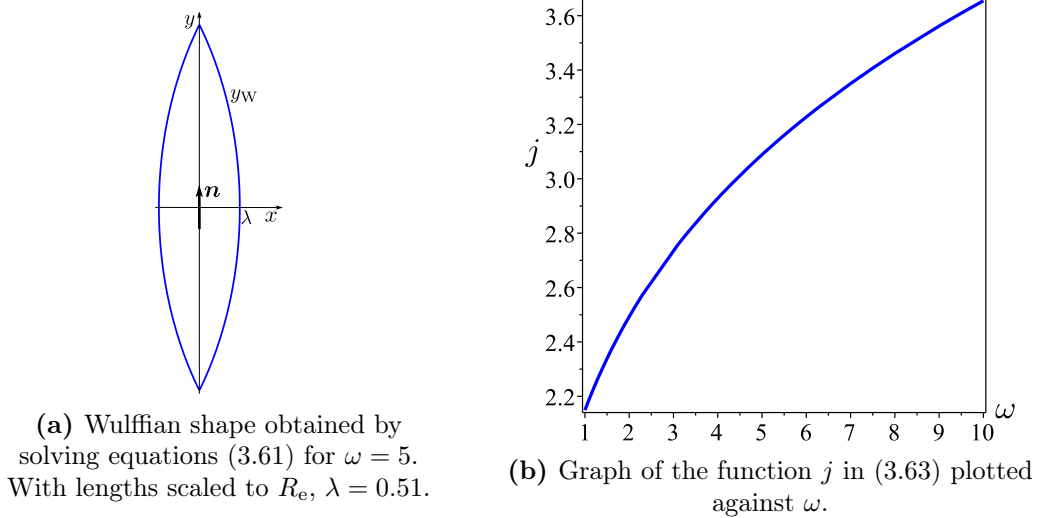 y
y_W
n
λ
x
(a) Wulffian shape obtained by
solving equations (3.61) for ω = 5.
With lengths scaled to R_e, λ = 0.51.
3.6
3.4
3.2
3.0
2.8
2.6
2.4
2.2
j
1 2 3 4 5 6 7 8 9 10
ω
(b) Graph of the function j in (3.63) plotted
against ω.